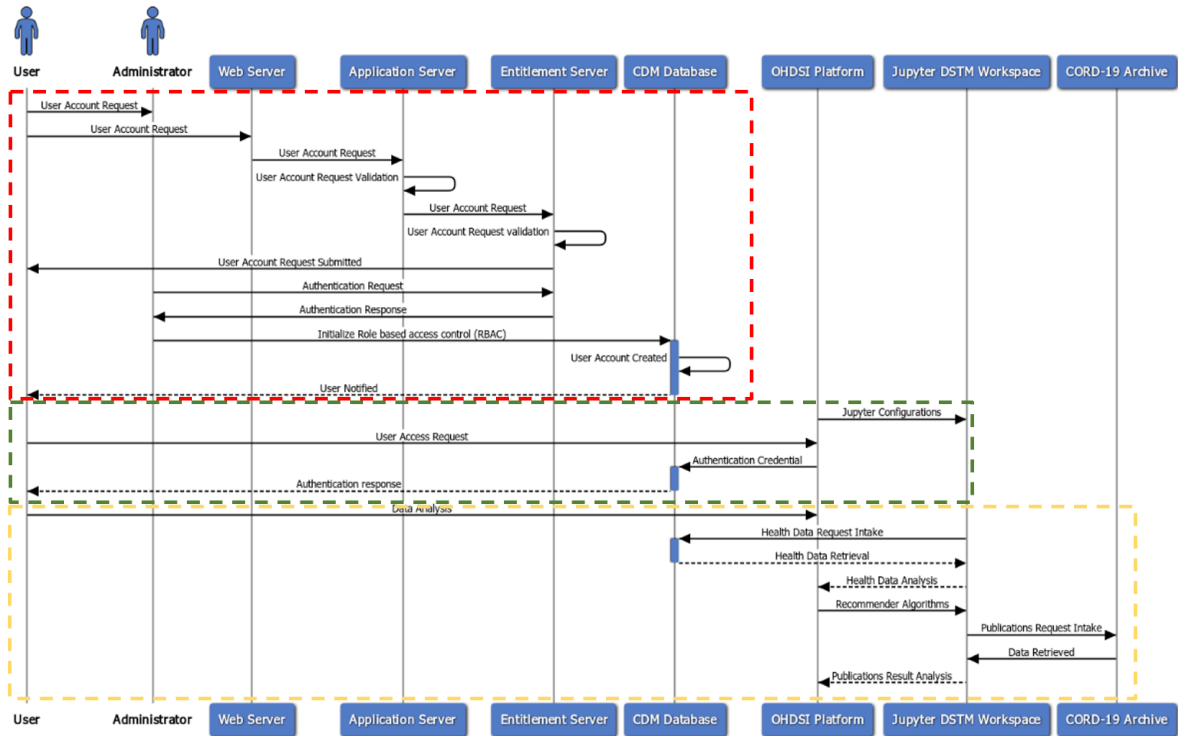 User
Administrator
Web Server
Application Server
Entitlement Server
CDM Database
OHDSI Platform
Jupyter DSTM Workspace
CORD-19 Archive
User Account Request
User Account Request
User Account Request
User Account Request Validation
User Account Request
User Account Request validation
User Account Request Submitted
Authentication Request
Authentication Response
Initialize Role based access control (RBAC)
User Account Created
User Notified
Jupyter Configurations
User Access Request
Authentication Credential
Authentication response
Data Analysis
Health Data Request Intake
Health Data Retrieval
Health Data Analysis
Recommender Algorithms
Publications Request Intake
Data Retrieved
Publications Result Analysis
User
Administrator
Web Server
Application Server
Entitlement Server
CDM Database
OHDSI Platform
Jupyter DSTM Workspace
CORD-19 Archive